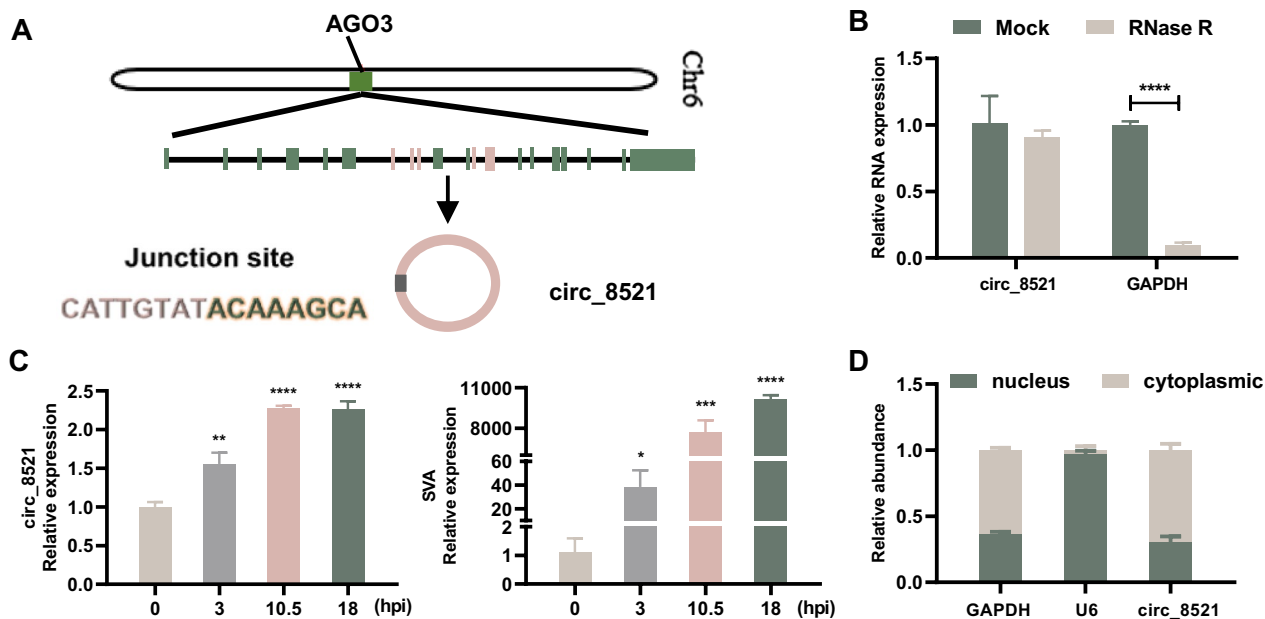 A
AGO3
Chr6
Junction site
CATTGTATACAAAGCA
circ_8521
B
Mock RNase R
Relative RNA expression
1.5
1.0
0.5
0.0
****
circ_8521 GAPDH
C
circ_8521
Relative expression
2.5
2.0
1.5
1.0
0.5
0.0
**
****
****
0 3 10.5 18 (hpi)
SVA
Relative expression
11000
8000
60
40
20
2
1
0
*
***
****
0 3 10.5 18 (hpi)
D
nucleus cytoplasmic
Relative abundance
1.5
1.0
0.5
0.0
GAPDH U6 circ_8521